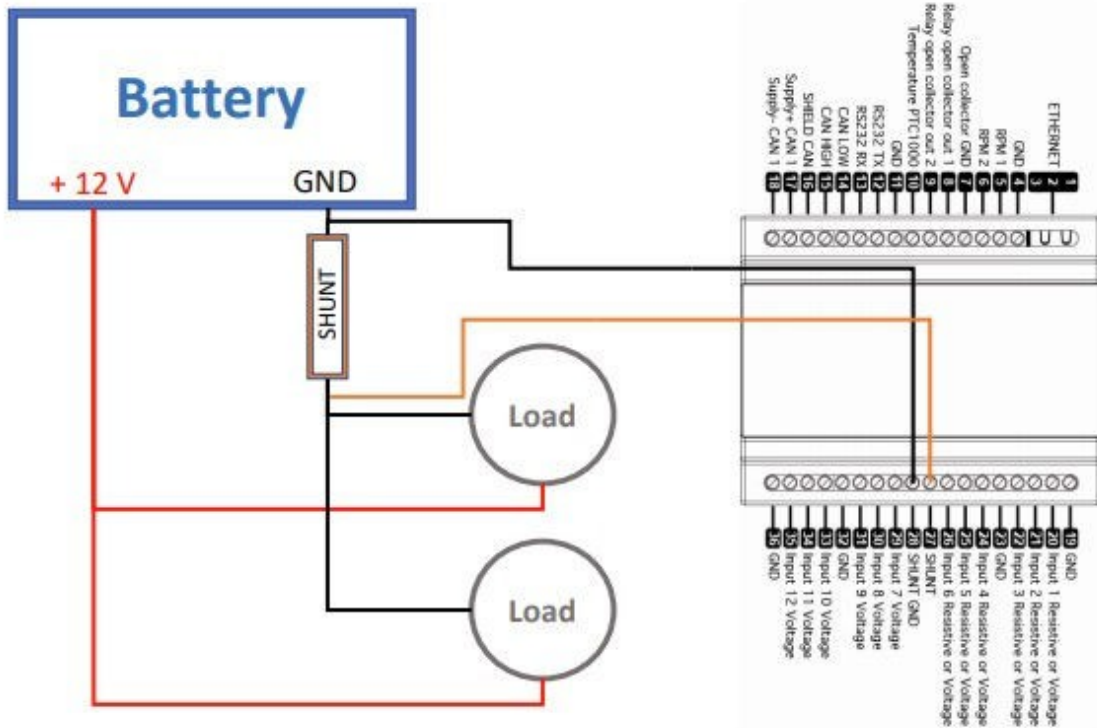 Battery
+ 12 V
GND
SHUNT
Load
Load
ETHERNET
GND
RPM 1
RPM 2
Open collector GND
Relay open collector out 1
Relay open collector out 2
Temperature PTC1000
GND
RS232 TX
RS232 RX
CAN LOW
CAN HIGH
SHIELD CAN
Supply+ CAN 1
Supply- CAN 1
18 17 16 15 14 13 12 11 10 9 8 7 6 5 4 3 2 1
36 35 34 33 32 31 30 29 28 27 26 25 24 23 22 21 20 19
GND
Input 12 Voltage
Input 11 Voltage
Input 10 Voltage
GND
Input 9 Voltage
Input 8 Voltage
Input 7 Voltage
SHUNT GND
SHUNT
Input 6 Resistive or Voltage
Input 5 Resistive or Voltage
Input 4 Resistive or Voltage
GND
Input 3 Resistive or Voltage
Input 2 Resistive or Voltage
Input 1 Resistive or Voltage
GND